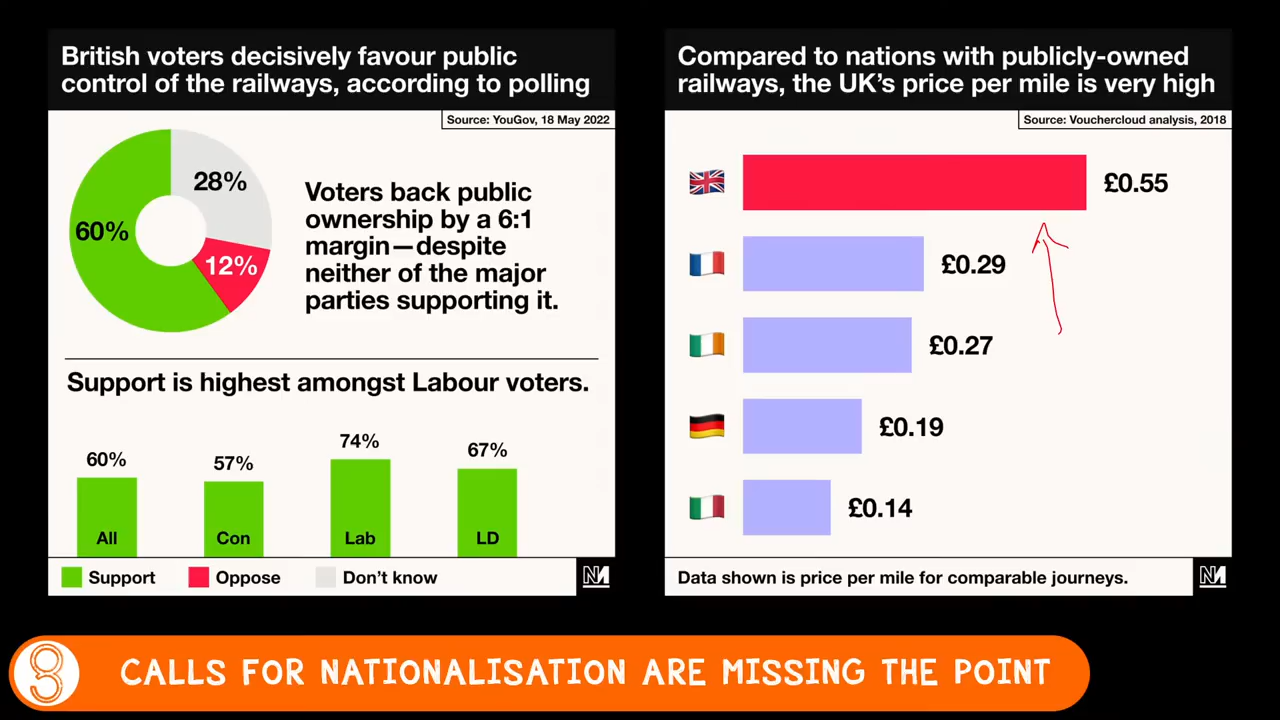 British voters decisively favour public
control of the railways, according to polling
Source: YouGov, 18 May 2022
28%
60%
12%
Voters back public
ownership by a 6:1
margin—despite
neither of the major
parties supporting it.
Support is highest amongst Labour voters.
60%
57%
74%
67%
All
Con
Lab
LD
Support
Oppose
Don't know
NM
Compared to nations with publicly-owned
railways, the UK's price per mile is very high
Source: Vouchercloud analysis, 2018
£0.55
£0.29
£0.27
£0.19
£0.14
Data shown is price per mile for comparable journeys.
NM
CALLS FOR NATIONALISATION ARE MISSING THE POINT